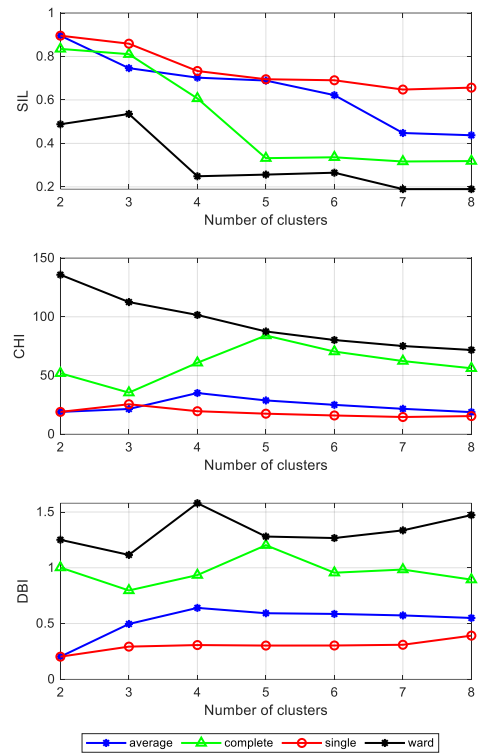 1
0.8
0.6
0.4
0.2
SIL
2 3 4 5 6 7 8
Number of clusters
150
100
50
0
CHI
2 3 4 5 6 7 8
Number of clusters
1.5
1
0.5
0
DBI
2 3 4 5 6 7 8
Number of clusters
average complete single ward